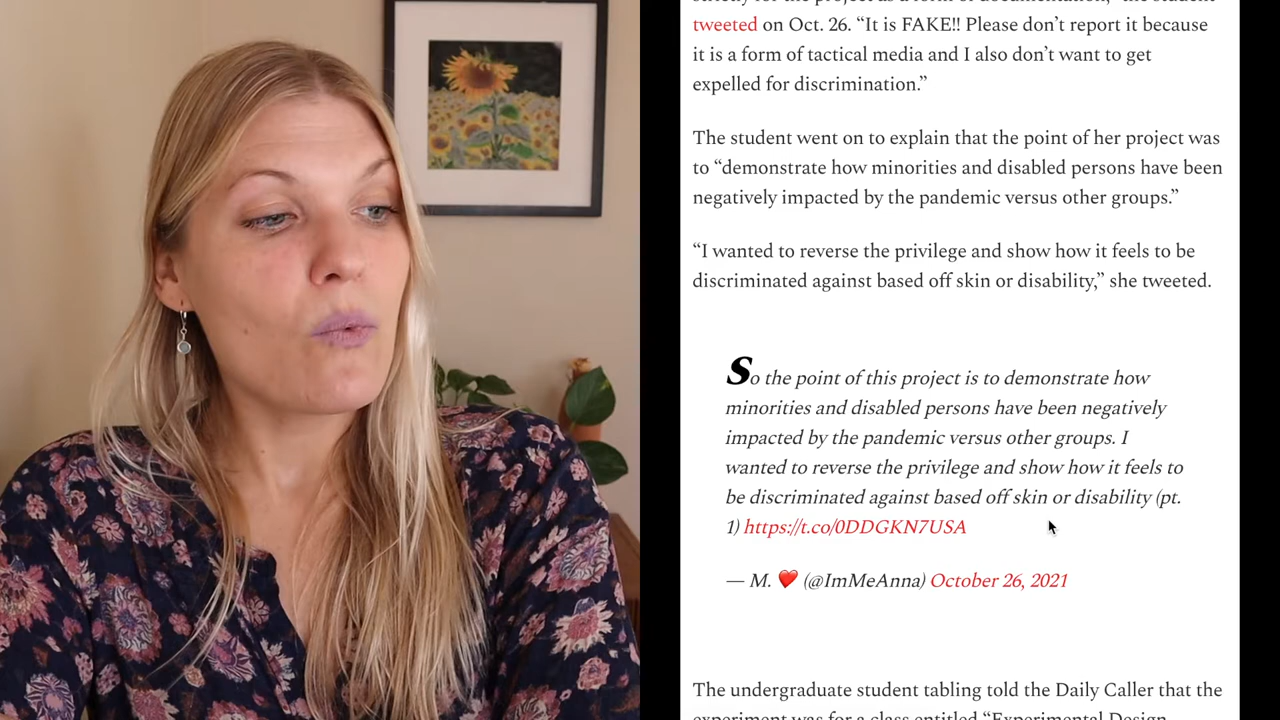 tweeted on Oct. 26. “It is FAKE!! Please don’t report it because
it is a form of tactical media and I also don’t want to get
expelled for discrimination.”
The student went on to explain that the point of her project was
to “demonstrate how minorities and disabled persons have been
negatively impacted by the pandemic versus other groups.”
“I wanted to reverse the privilege and show how it feels to be
discriminated against based off skin or disability,” she tweeted.
So the point of this project is to demonstrate how
minorities and disabled persons have been negatively
impacted by the pandemic versus other groups. I
wanted to reverse the privilege and show how it feels to
be discriminated against based off skin or disability (pt.
1) https://t.co/0DDGKN7USA
— M. ❤️ (@ImMeAnna) October 26, 2021
The undergraduate student tabling told the Daily Caller that the
experiment was for a class entitled “Experimental Design